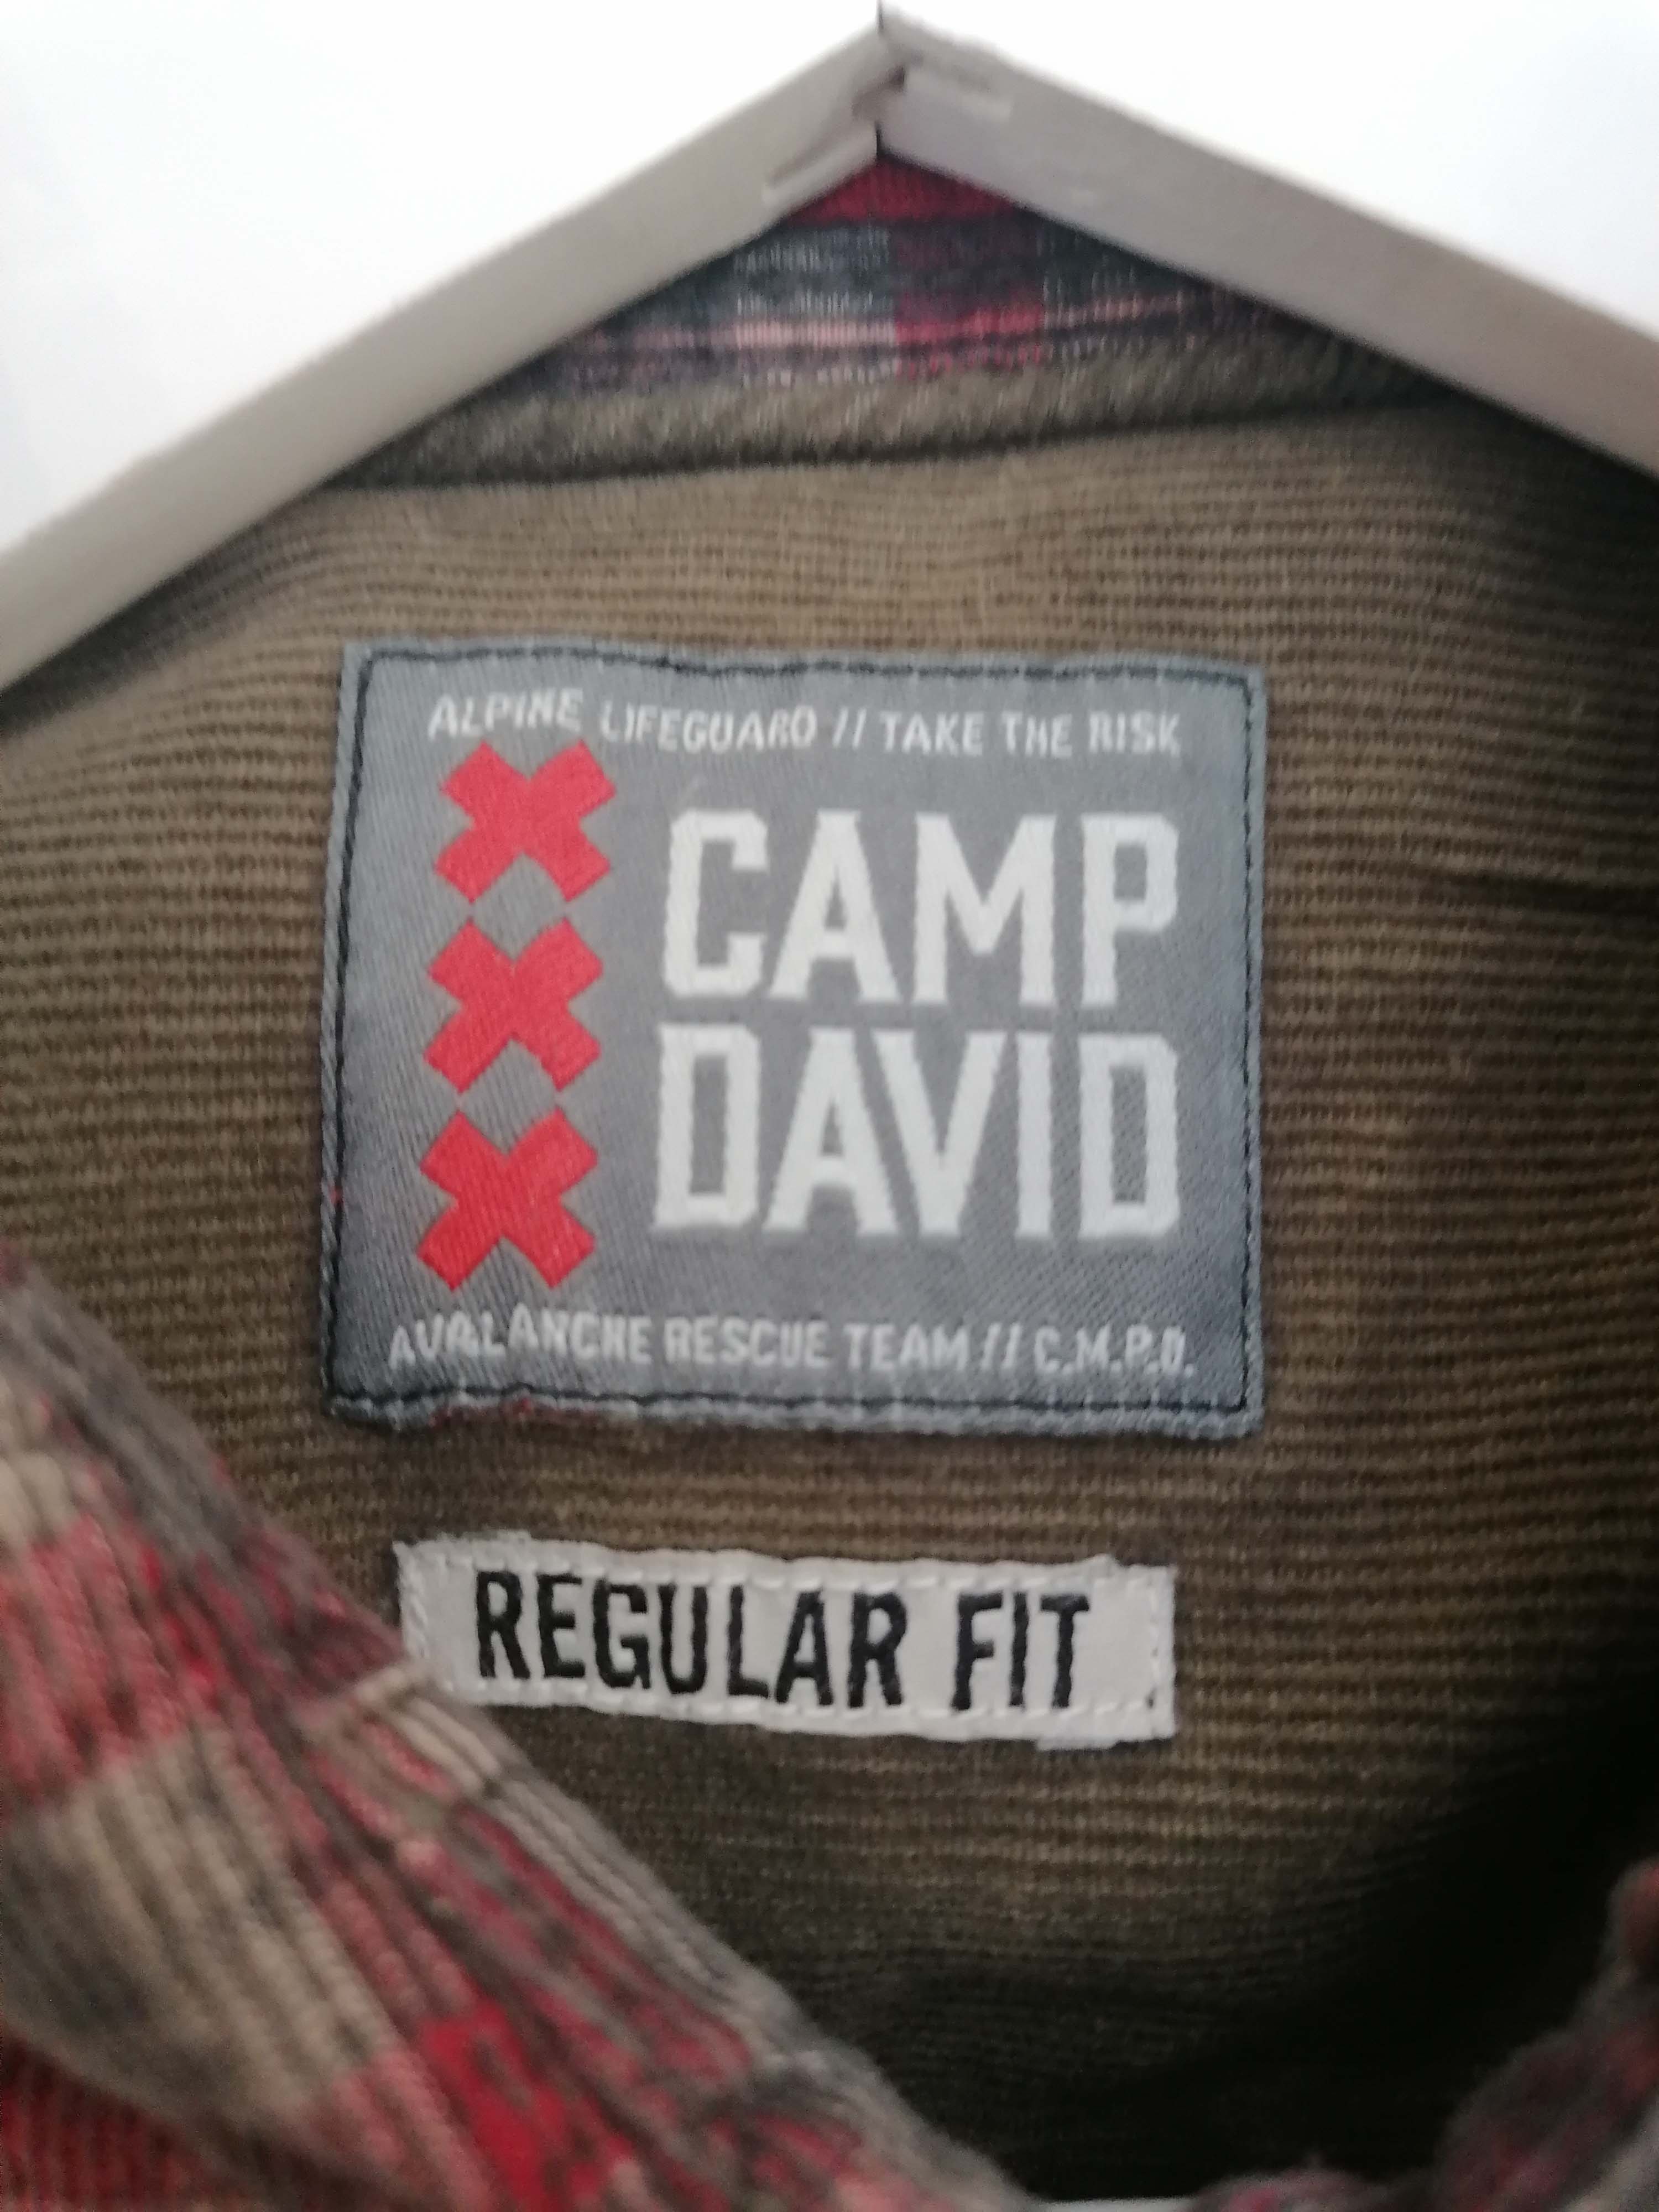 ALPINE LIFEGUARD // TAKE THE RISK
CAMP
DAVID
AVALANCHE RESCUE TEAM // C.M.P.D.
REGULAR FIT